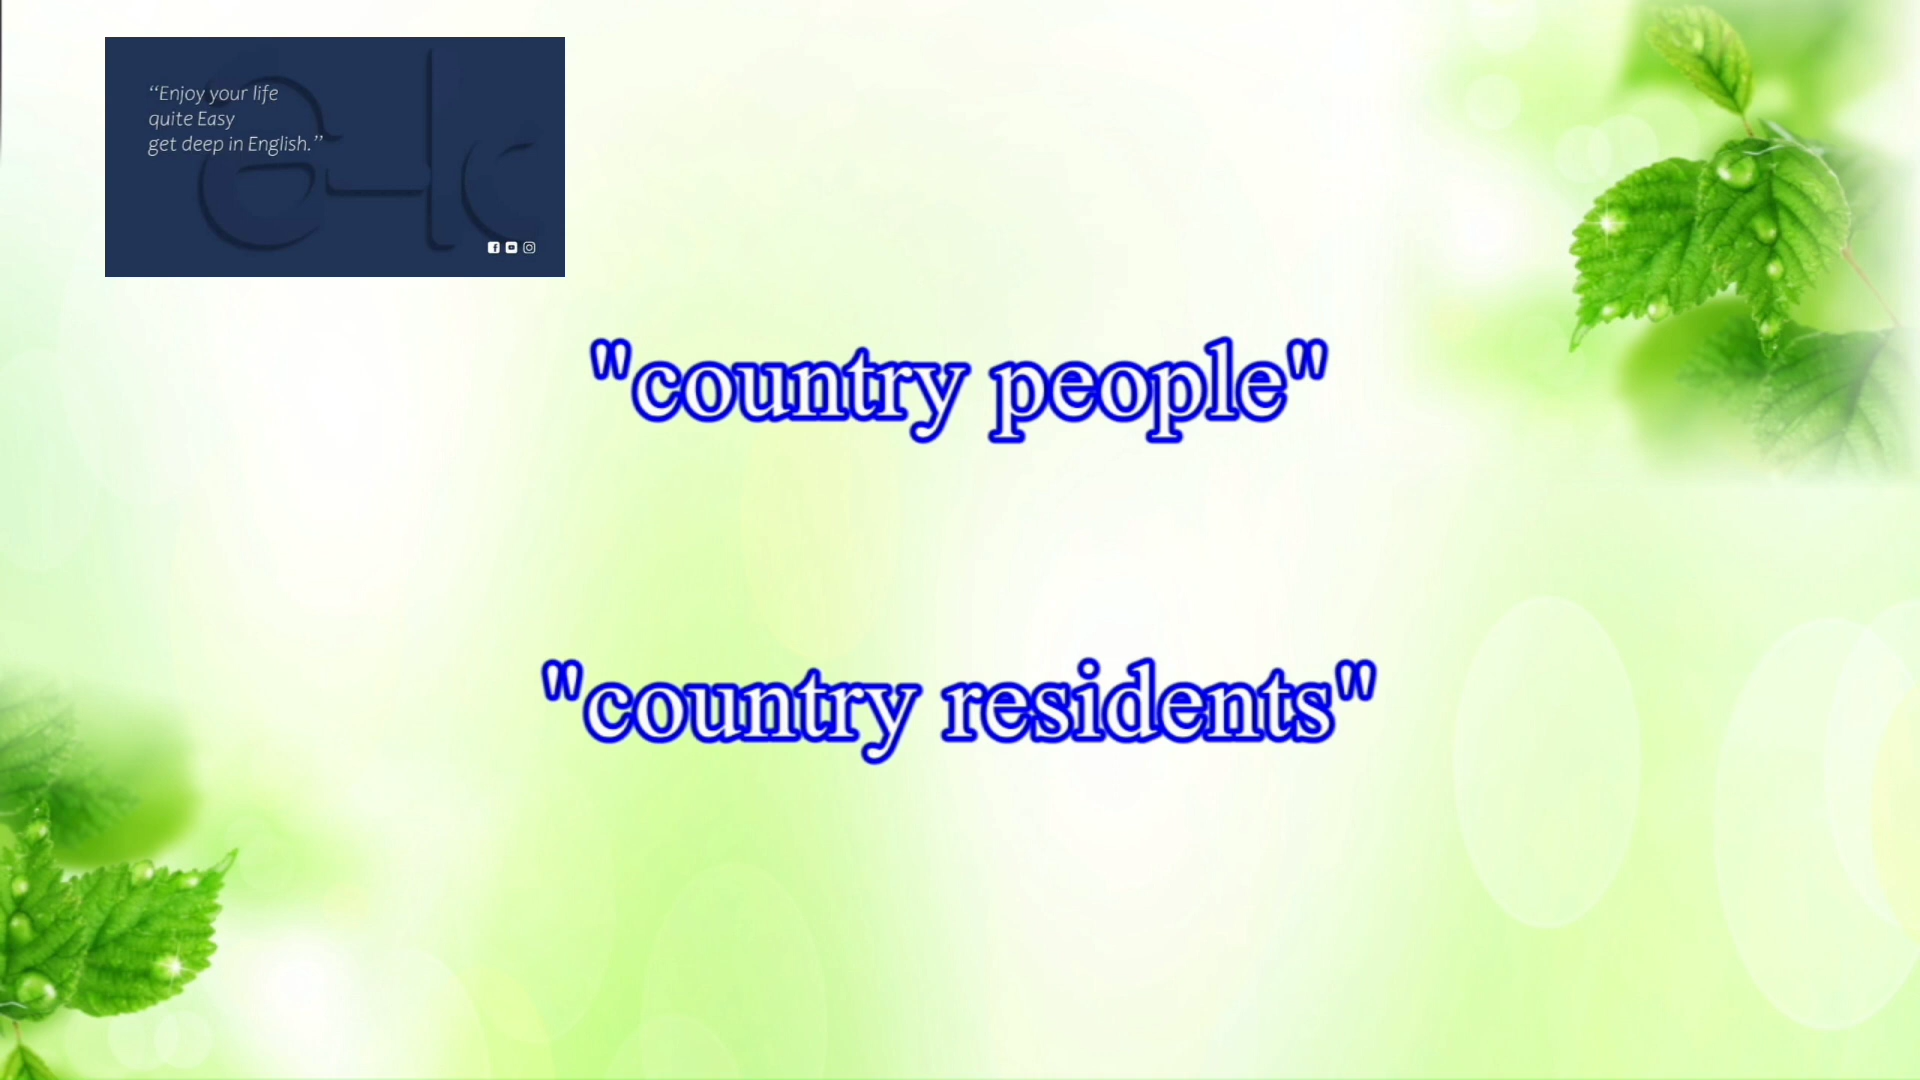 “Enjoy your life
quite Easy
get deep in English.”
"country people"
"country residents"